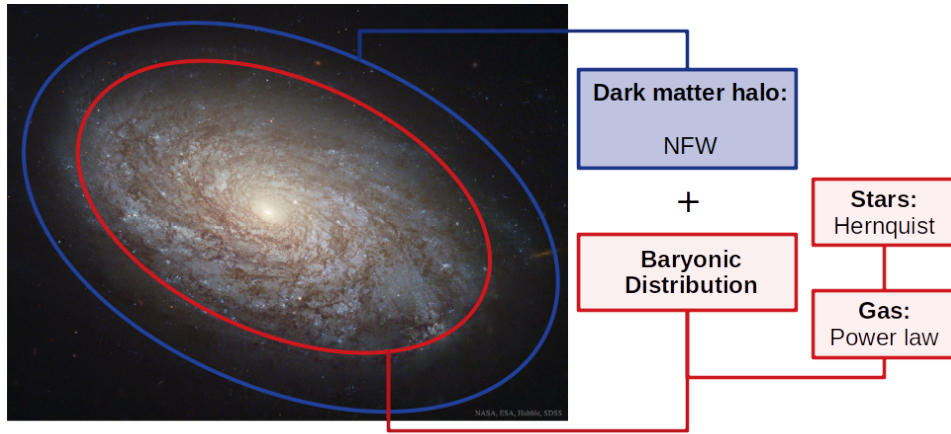 Dark matter halo:
NFW
+
Baryonic
Distribution
Stars:
Hernquist
Gas:
Power law
NASA, ESA, Hubble, SDSS